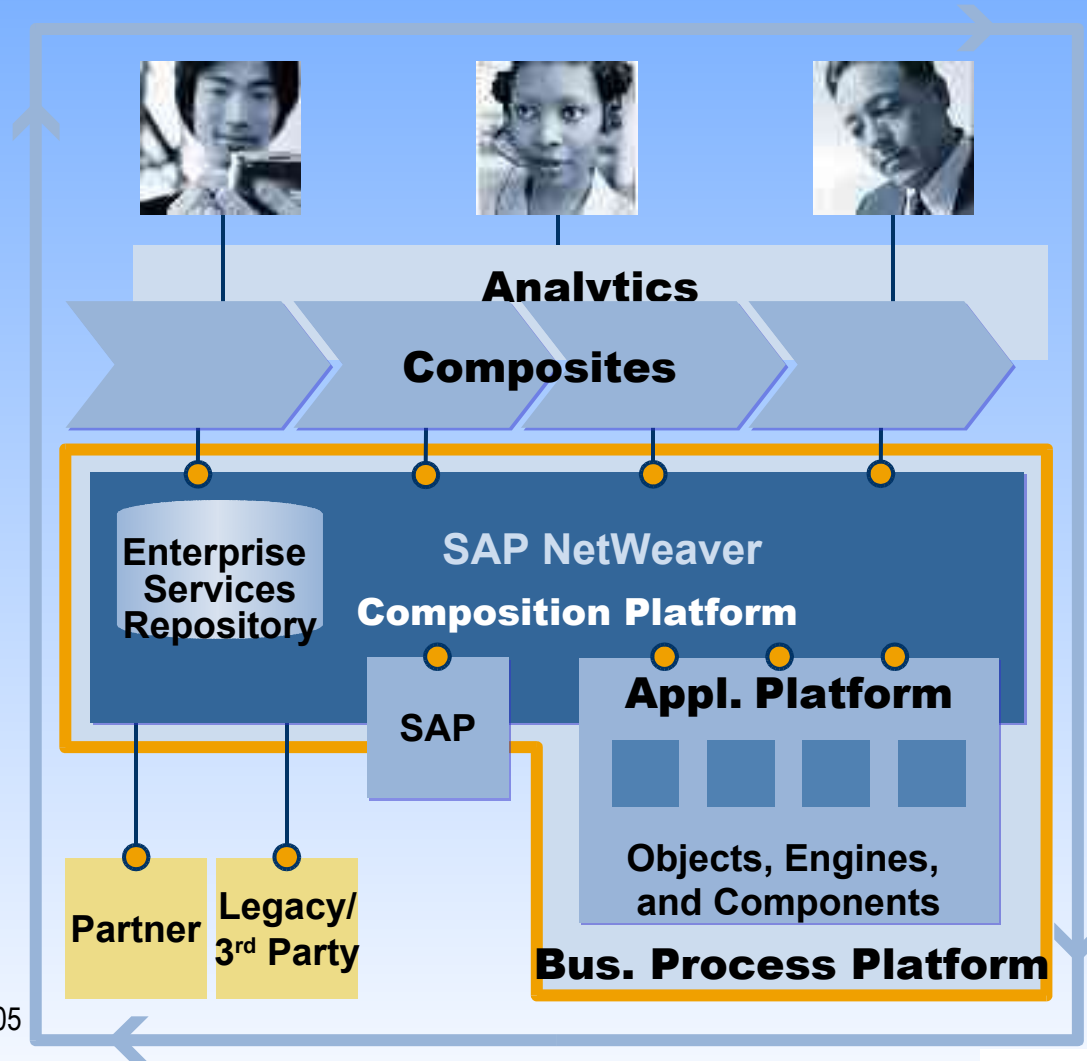 Analytics
Composites
Enterprise
Services
Repository
SAP NetWeaver
Composition Platform
SAP
Appl. Platform
Objects, Engines,
and Components
Partner
Legacy/
3rd Party
Bus. Process Platform
05